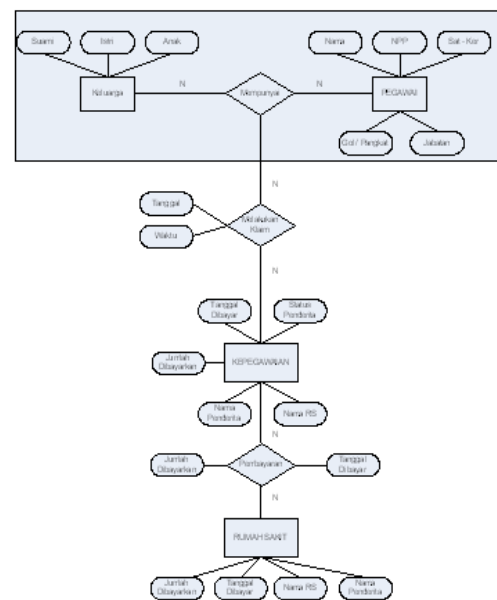 Suami
Istri
Anak
Nama
NPP
Sat - Ker
Keluarga
N
Mempunyai
N
PEGAWAI
Gol / Pangkat
Jabatan
N
Tanggal
Melakukan
Klaim
Waktu
N
Tanggal
Dibayar
Status
Penderita
Jumlah
Dibayarkan
KEPEGAWAIAN
Nama
Penderita
Nama RS
N
Jumlah
Dibayarkan
Pembayaran
Tanggal
Dibayar
N
RUMAH SAKIT
Jumlah
Dibayarkan
Tanggal
Dibayar
Nama RS
Nama
Penderita